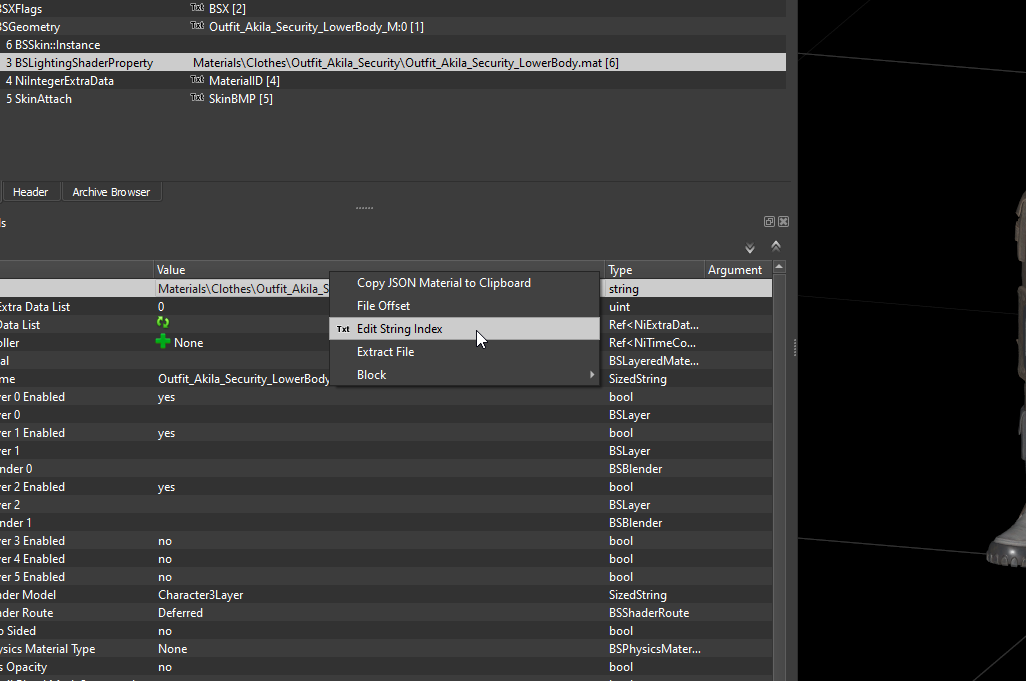 BSXFlags Txt BSX [2]
BSGeometry Txt Outfit_Akila_Security_LowerBody_M:0 [1]
6 BSSkin::Instance
3 BSLightingShaderProperty Materials\Clothes\Outfit_Akila_Security\Outfit_Akila_Security_LowerBody.mat [6]
4 NiIntegerExtraData Txt MaterialID [4]
5 SkinAttach Txt SkinBMP [5]
Header Archive Browser
ls
Value Type Argument
Materials\Clothes\Outfit_Akila_S string
Extra Data List 0 uint
Data List Ref<NiExtraDat...
oller None Ref<NiTimeCo...
al BSLayeredMate...
me Outfit_Akila_Security_LowerBody SizedString
er 0 Enabled yes bool
er 0 BSLayer
er 1 Enabled yes bool
er 1 BSLayer
nder 0 BSBlender
er 2 Enabled yes bool
er 2 BSLayer
nder 1 BSBlender
er 3 Enabled no bool
er 4 Enabled no bool
er 5 Enabled no bool
der Model Character3Layer SizedString
der Route Deferred BSShaderRoute
o Sided no bool
ysics Material Type None BSPhysicsMater...
s Opacity no bool
Copy JSON Material to Clipboard
File Offset
Txt Edit String Index
Extract File
Block